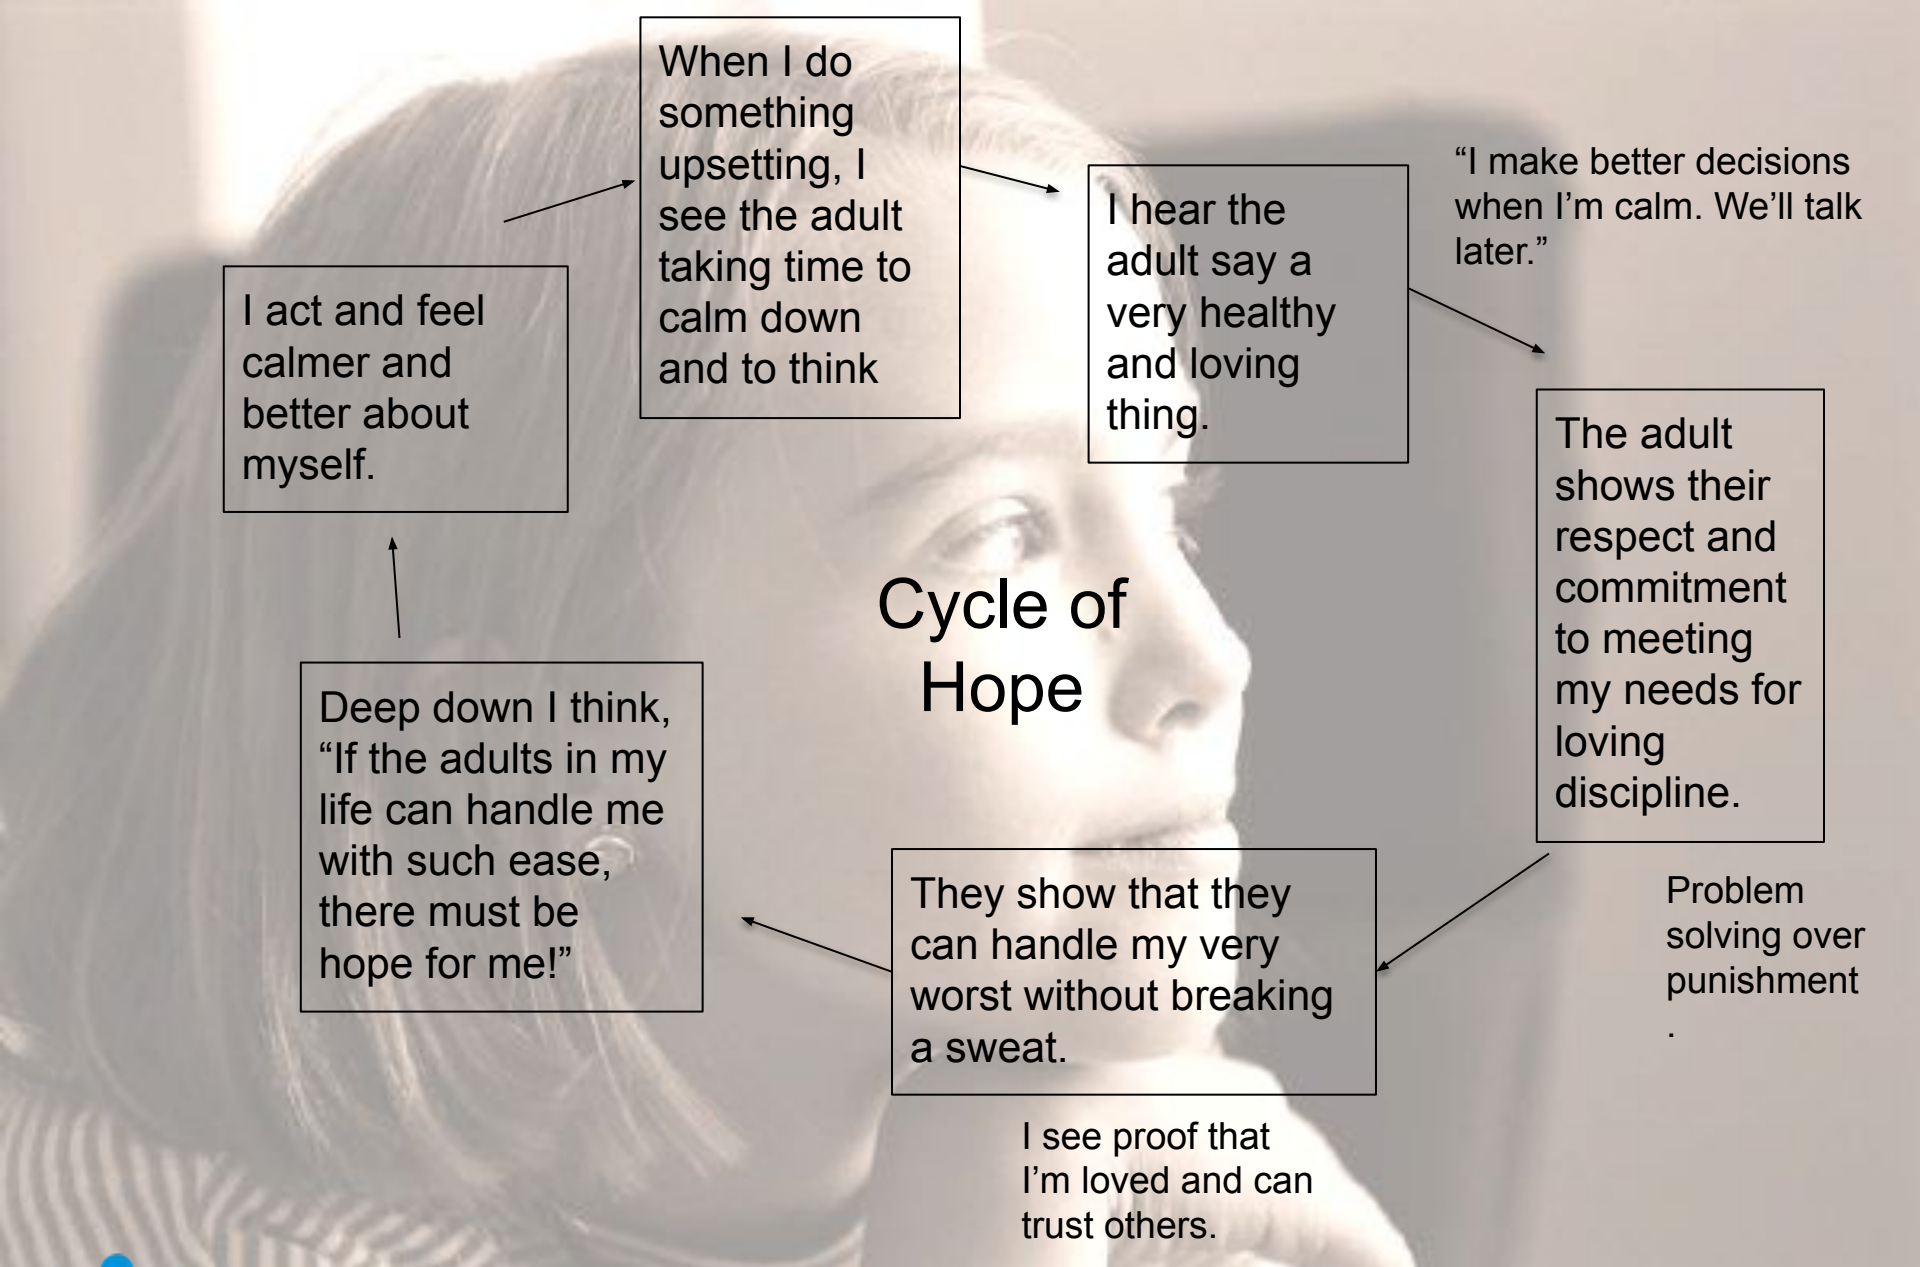 When I do
something
upsetting, I
see the adult
taking time to
calm down
and to think
I hear the
adult say a
very healthy
and loving
thing.
“I make better decisions
when I’m calm. We’ll talk
later.”
The adult
shows their
respect and
commitment
to meeting
my needs for
loving
discipline.
Problem
solving over
punishment
.
They show that they
can handle my very
worst without breaking
a sweat.
I see proof that
I’m loved and can
trust others.
Deep down I think,
“If the adults in my
life can handle me
with such ease,
there must be
hope for me!”
I act and feel
calmer and
better about
myself.
Cycle of
Hope